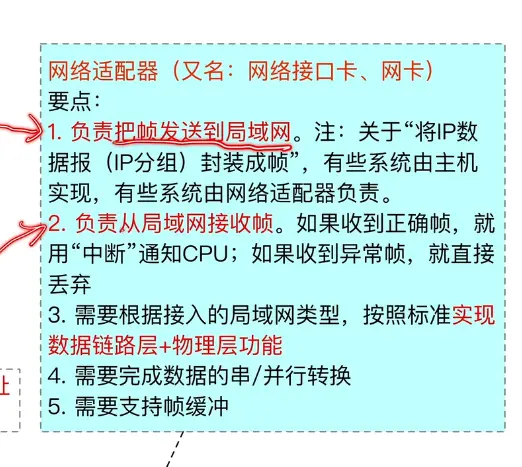 网络适配器（又名：网络接口卡、网卡）
要点：
1. 负责把帧发送到局域网。注：关于“将IP数
据报（IP分组）封装成帧”，有些系统由主机
实现，有些系统由网络适配器负责。
2. 负责从局域网接收帧。如果收到正确帧，就
用“中断”通知CPU；如果收到异常帧，就直接
丢弃
3. 需要根据接入的局域网类型，按照标准实现
数据链路层+物理层功能
4. 需要完成数据的串/并行转换
5. 需要支持帧缓冲
址